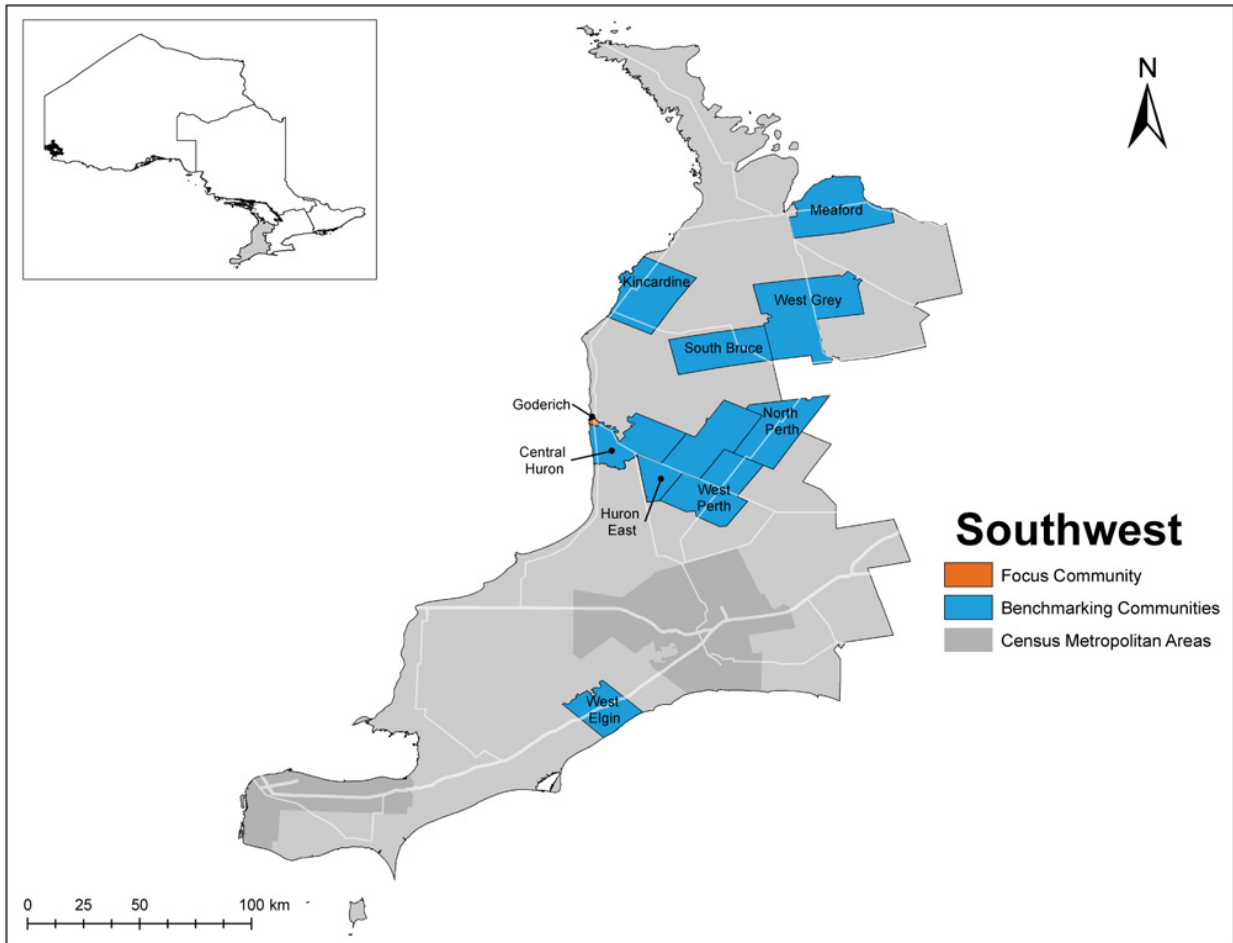 N
Meaford
Kincardine
West Grey
South Bruce
Goderich
North
Perth
Central
Huron
West
Perth
Huron
East
Southwest
Focus Community
Benchmarking Communities
Census Metropolitan Areas
West
Elgin
0 25 50 100 km